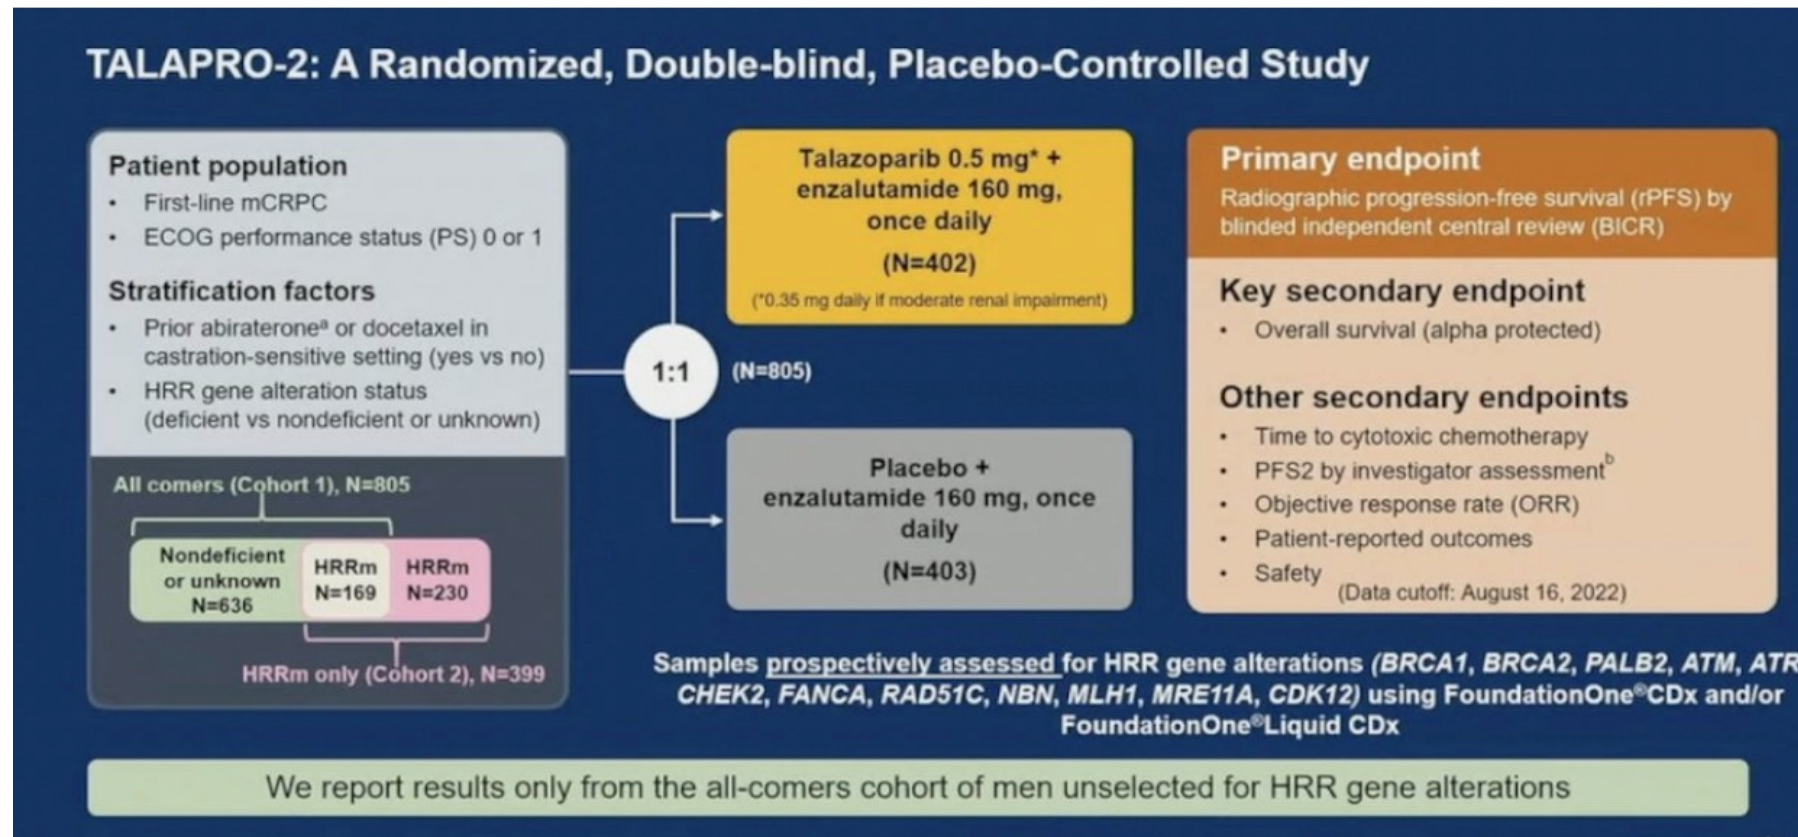 TALAPRO-2: A Randomized, Double-blind, Placebo-Controlled Study
Patient population
• First-line mCRPC
• ECOG performance status (PS) 0 or 1
Stratification factors
• Prior abirateroneᵃ or docetaxel in
castration-sensitive setting (yes vs no)
• HRR gene alteration status
(deficient vs nondeficient or unknown)
All comers (Cohort 1), N=805
Nondeficient
or unknown
N=636
HRRm
N=169
HRRm
N=230
HRRm only (Cohort 2), N=399
1:1
(N=805)
Talazoparib 0.5 mg* +
enzalutamide 160 mg,
once daily
(N=402)
(*0.35 mg daily if moderate renal impairment)
Placebo +
enzalutamide 160 mg, once
daily
(N=403)
Primary endpoint
Radiographic progression-free survival (rPFS) by
blinded independent central review (BICR)
Key secondary endpoint
• Overall survival (alpha protected)
Other secondary endpoints
• Time to cytotoxic chemotherapy
• PFS2 by investigator assessmentᵇ
• Objective response rate (ORR)
• Patient-reported outcomes
• Safety
(Data cutoff: August 16, 2022)
Samples prospectively assessed for HRR gene alterations (BRCA1, BRCA2, PALB2, ATM, ATR
CHEK2, FANCA, RAD51C, NBN, MLH1, MRE11A, CDK12) using FoundationOne®CDx and/or
FoundationOne®Liquid CDx
We report results only from the all-comers cohort of men unselected for HRR gene alterations